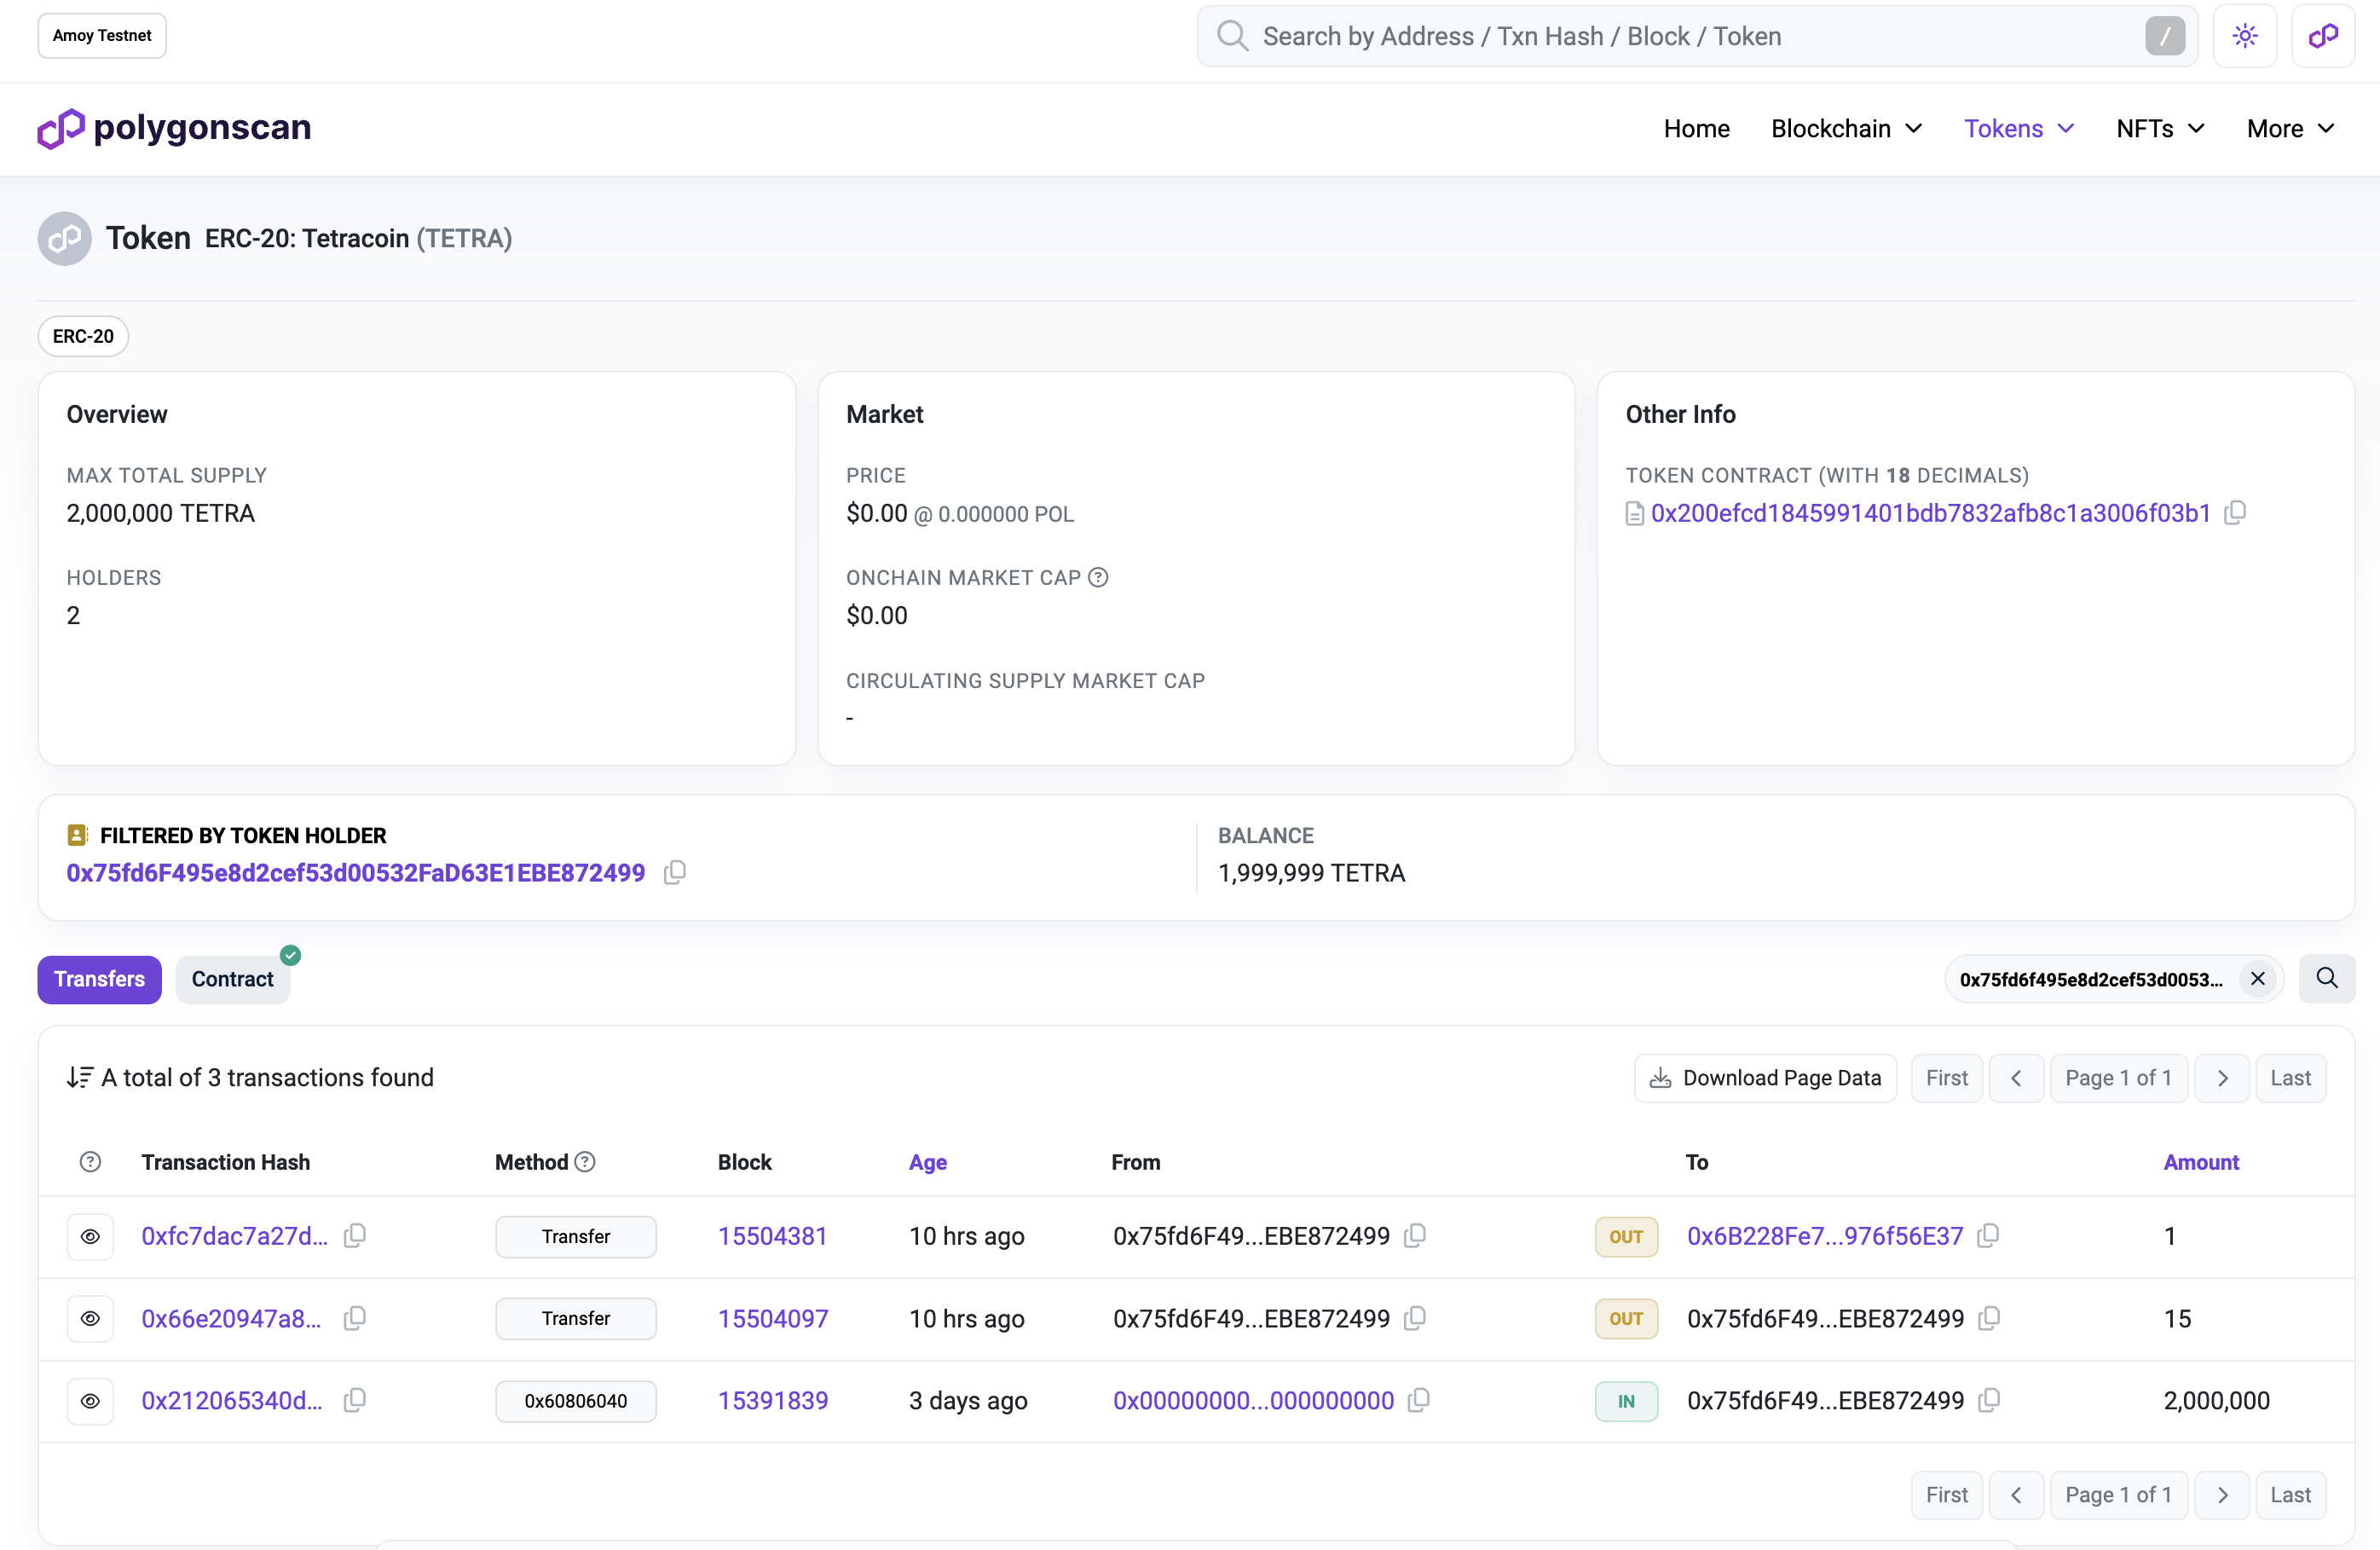 Amoy Testnet
Search by Address / Txn Hash / Block / Token /
polygonscan
Home Blockchain Tokens NFTs More
Token ERC-20: Tetracoin (TETRA)
ERC-20
Overview
MAX TOTAL SUPPLY
2,000,000 TETRA
HOLDERS
2
Market
PRICE
$0.00 @ 0.000000 POL
ONCHAIN MARKET CAP ?
$0.00
CIRCULATING SUPPLY MARKET CAP
-
Other Info
TOKEN CONTRACT (WITH 18 DECIMALS)
0x200efcd1845991401bdb7832afb8c1a3006f03b1
FILTERED BY TOKEN HOLDER
0x75fd6F495e8d2cef53d00532FaD63E1EBE872499
BALANCE
1,999,999 TETRA
Transfers Contract
0x75fd6f495e8d2cef53d0053...
A total of 3 transactions found
Download Page Data First Page 1 of 1 Last
? Transaction Hash Method ? Block Age From To Amount
0xfc7dac7a27d... Transfer 15504381 10 hrs ago 0x75fd6F49...EBE872499 OUT 0x6B228Fe7...976f56E37 1
0x66e20947a8... Transfer 15504097 10 hrs ago 0x75fd6F49...EBE872499 OUT 0x75fd6F49...EBE872499 15
0x212065340d... 0x60806040 15391839 3 days ago 0x00000000...000000000 IN 0x75fd6F49...EBE872499 2,000,000
First Page 1 of 1 Last